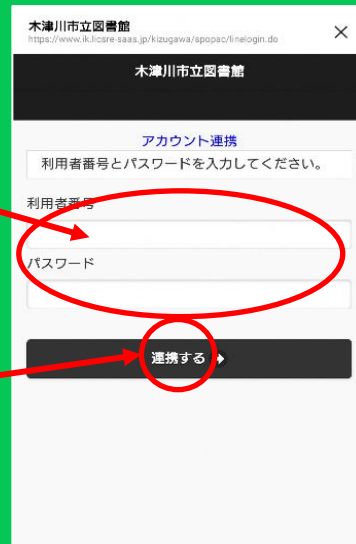 木津川市立図書館
https://www.ik.licsre-saas.jp/kizugawa/spopac/linelogin.do
木津川市立図書館
アカウント連携
利用者番号とパスワードを入力してください。
利用者番号
パスワード
連携する